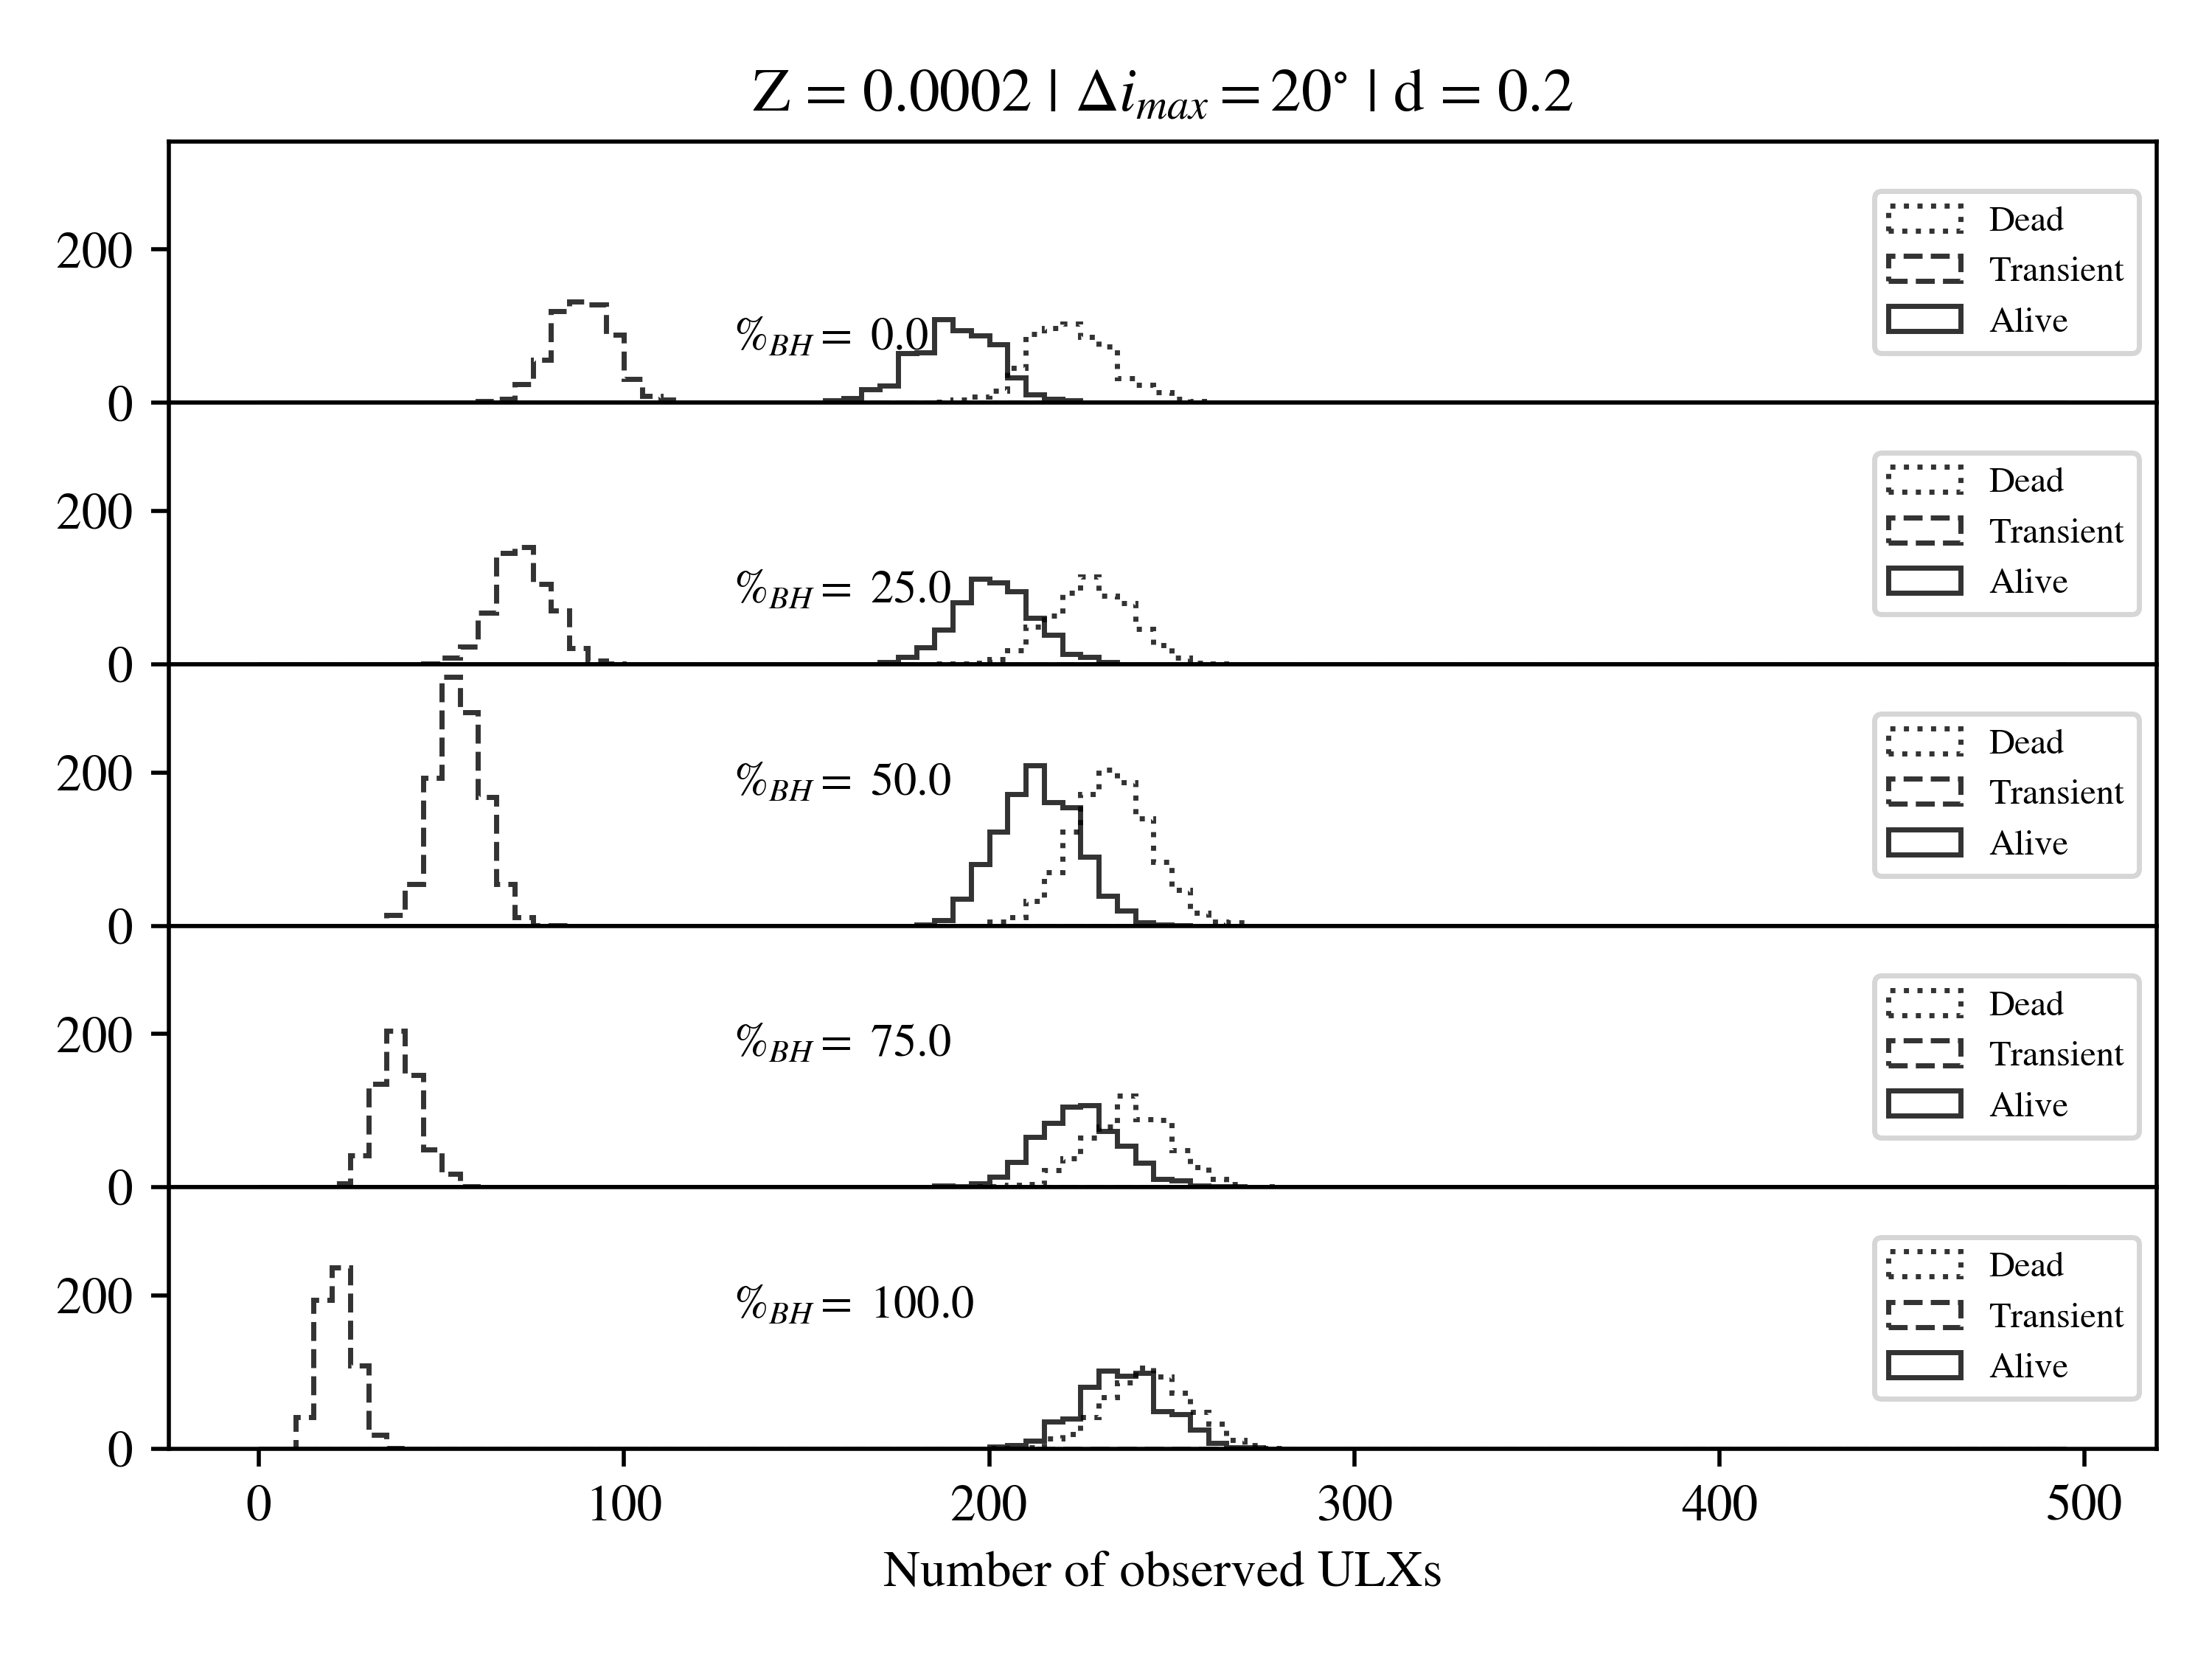 Z = 0.0002 | Δi_max = 20° | d = 0.2
200
0
%_BH = 0.0
Dead
Transient
Alive
200
0
%_BH = 25.0
Dead
Transient
Alive
200
0
%_BH = 50.0
Dead
Transient
Alive
200
0
%_BH = 75.0
Dead
Transient
Alive
200
0
%_BH = 100.0
Dead
Transient
Alive
0 100 200 300 400 500
Number of observed ULXs